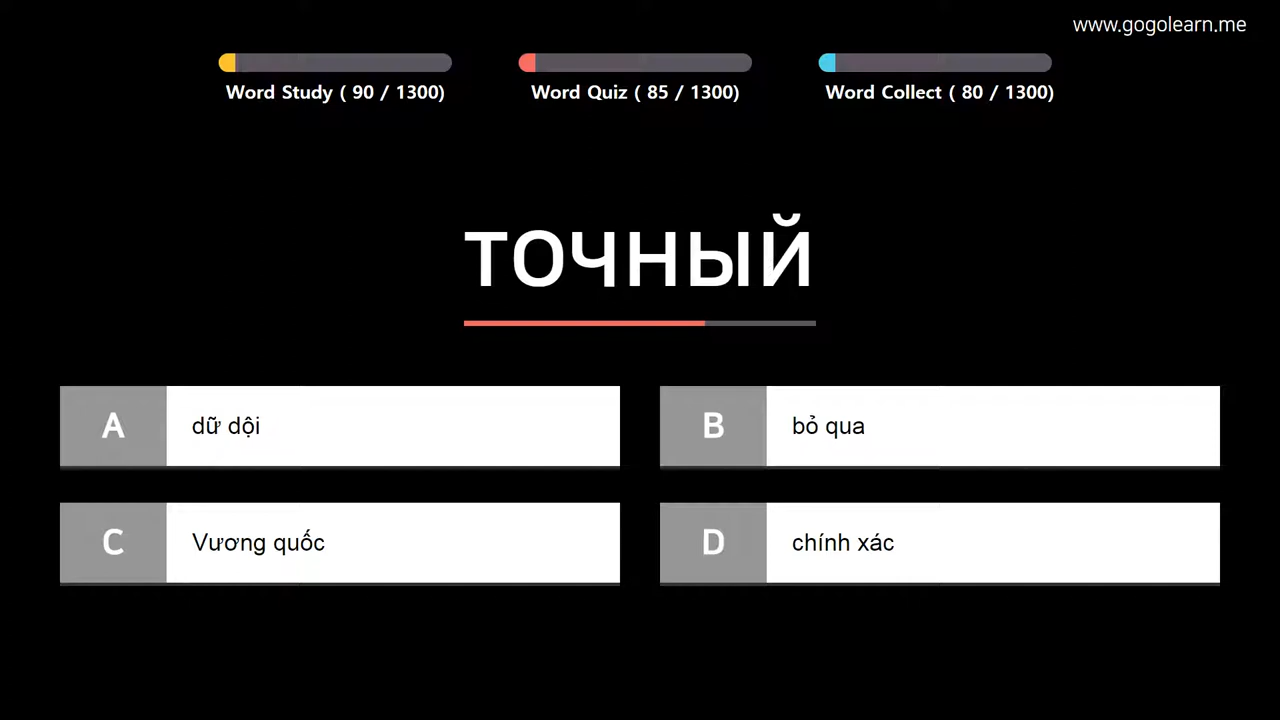 www.gogolearn.me
Word Study ( 90 / 1300)
Word Quiz ( 85 / 1300)
Word Collect ( 80 / 1300)
точный
A dữ dội
B bỏ qua
C Vương quốc
D chính xác